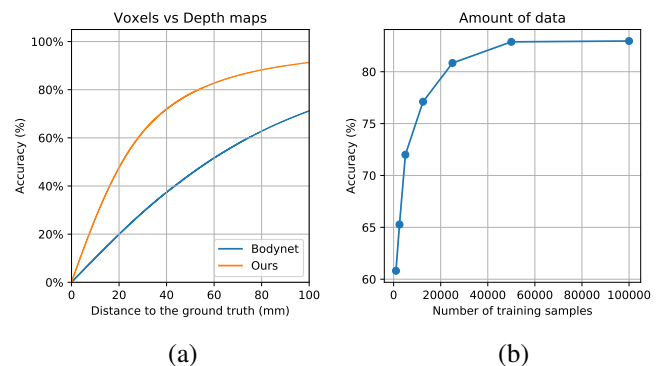 Voxels vs Depth maps
100%
80%
60%
40%
20%
0%
Accuracy (%)
Bodynet
Ours
0 20 40 60 80 100
Distance to the ground truth (mm)
(a)
Amount of data
80
75
70
65
60
Accuracy (%)
0 20000 40000 60000 80000 100000
Number of training samples
(b)